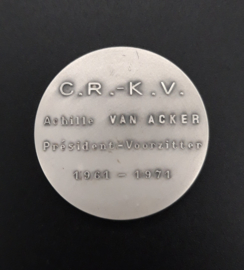 C.R.-K.V.
Achille VAN ACKER
Président-Voorzitter
1961 - 1971